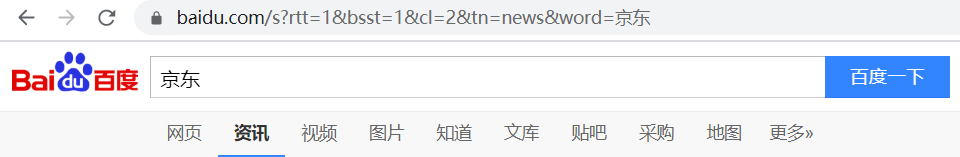 baidu.com/s?rtt=1&bsst=1&cl=2&tn=news&word=京东
Bai du 百度 京东 百度一下
网页 资讯 视频 图片 知道 文库 贴吧 采购 地图 更多»